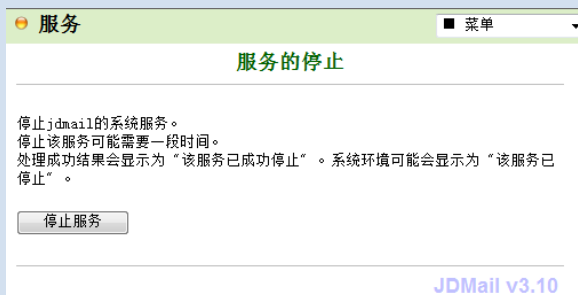 服务
■ 菜单
服务的停止
停止jdmail的系统服务。
停止该服务可能需要一段时间。
处理成功结果会显示为“该服务已成功停止”。系统环境可能会显示为“该服务已
停止”。
停止服务
JDMail v3.10